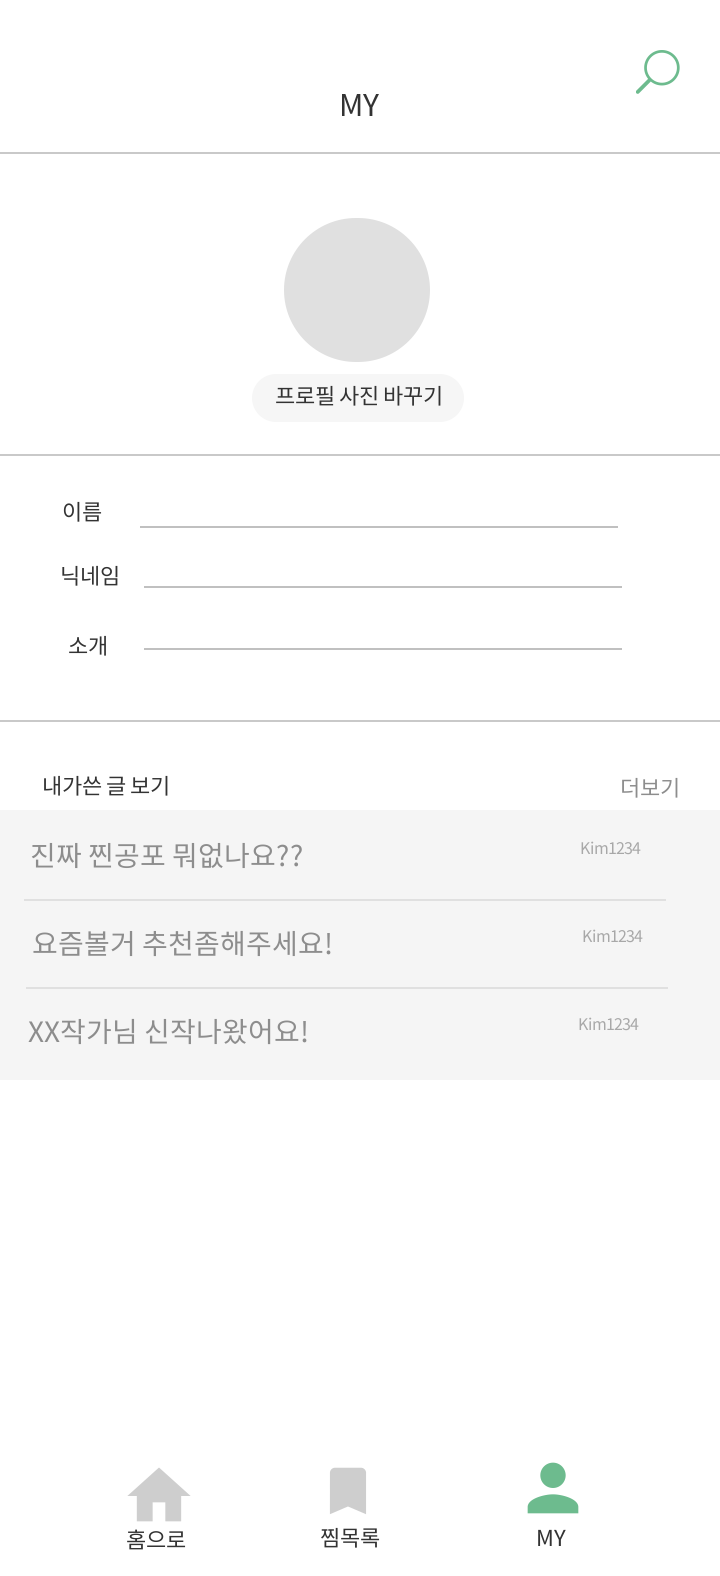 MY
프로필 사진 바꾸기
이름
닉네임
소개
내가쓴 글 보기
더보기
진짜 찐공포 뭐없나요??
Kim1234
요즘볼거 추천좀해주세요!
Kim1234
XX작가님 신작나왔어요!
Kim1234
홈으로
찜목록
MY